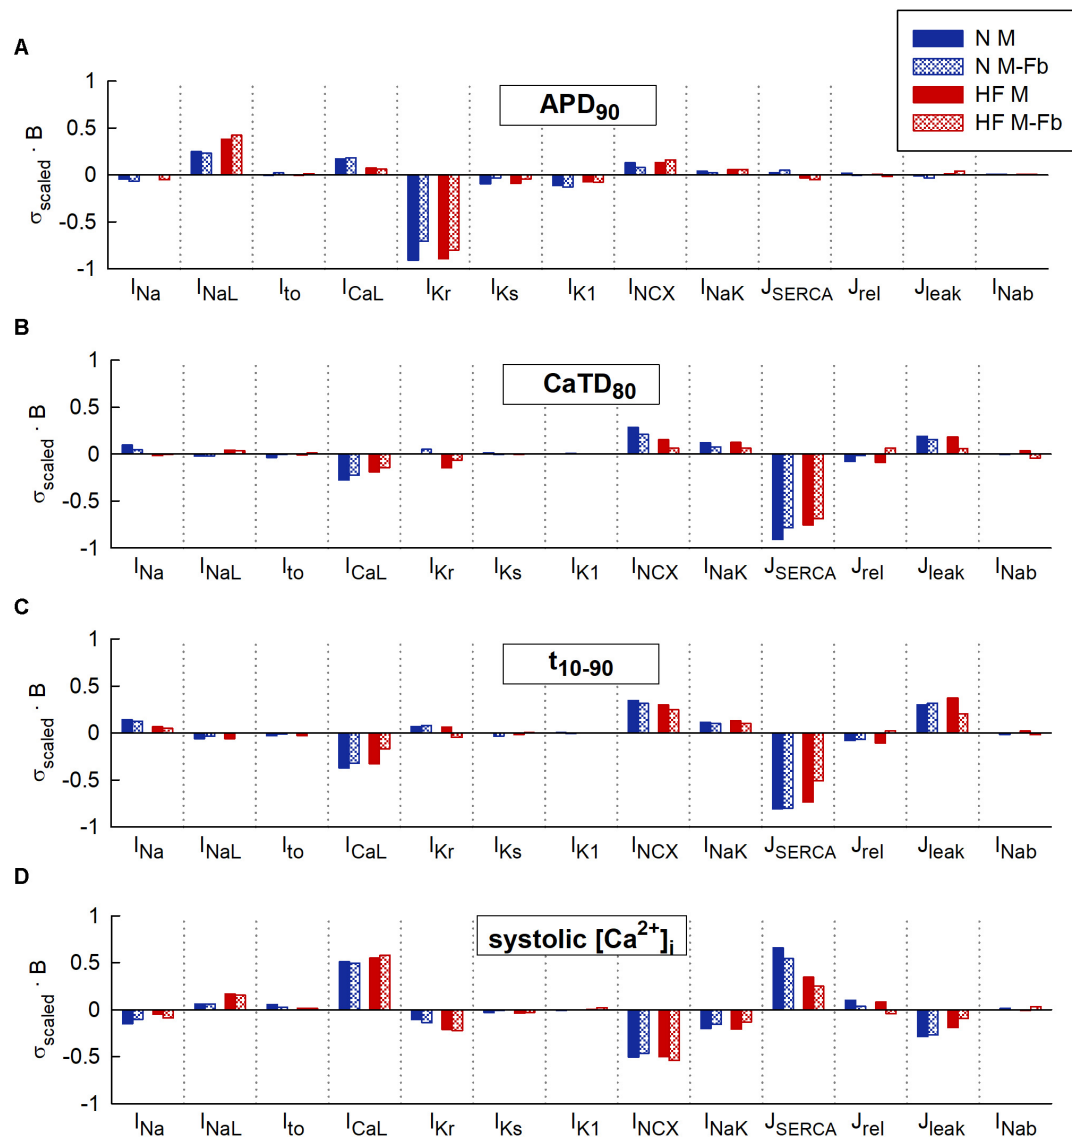 A
N M
N M-Fb
HF M
HF M-Fb
APD90
σscaled · B
1
0.5
0
-0.5
-1
INa INaL Ito ICaL IKr IKs IK1 INCX INaK JSERCA Jrel Jleak INab
B
CaTD80
σscaled · B
1
0.5
0
-0.5
-1
INa INaL Ito ICaL IKr IKs IK1 INCX INaK JSERCA Jrel Jleak INab
C
t10-90
σscaled · B
1
0.5
0
-0.5
-1
INa INaL Ito ICaL IKr IKs IK1 INCX INaK JSERCA Jrel Jleak INab
D
systolic [Ca2+]i
σscaled · B
1
0.5
0
-0.5
-1
INa INaL Ito ICaL IKr IKs IK1 INCX INaK JSERCA Jrel Jleak INab